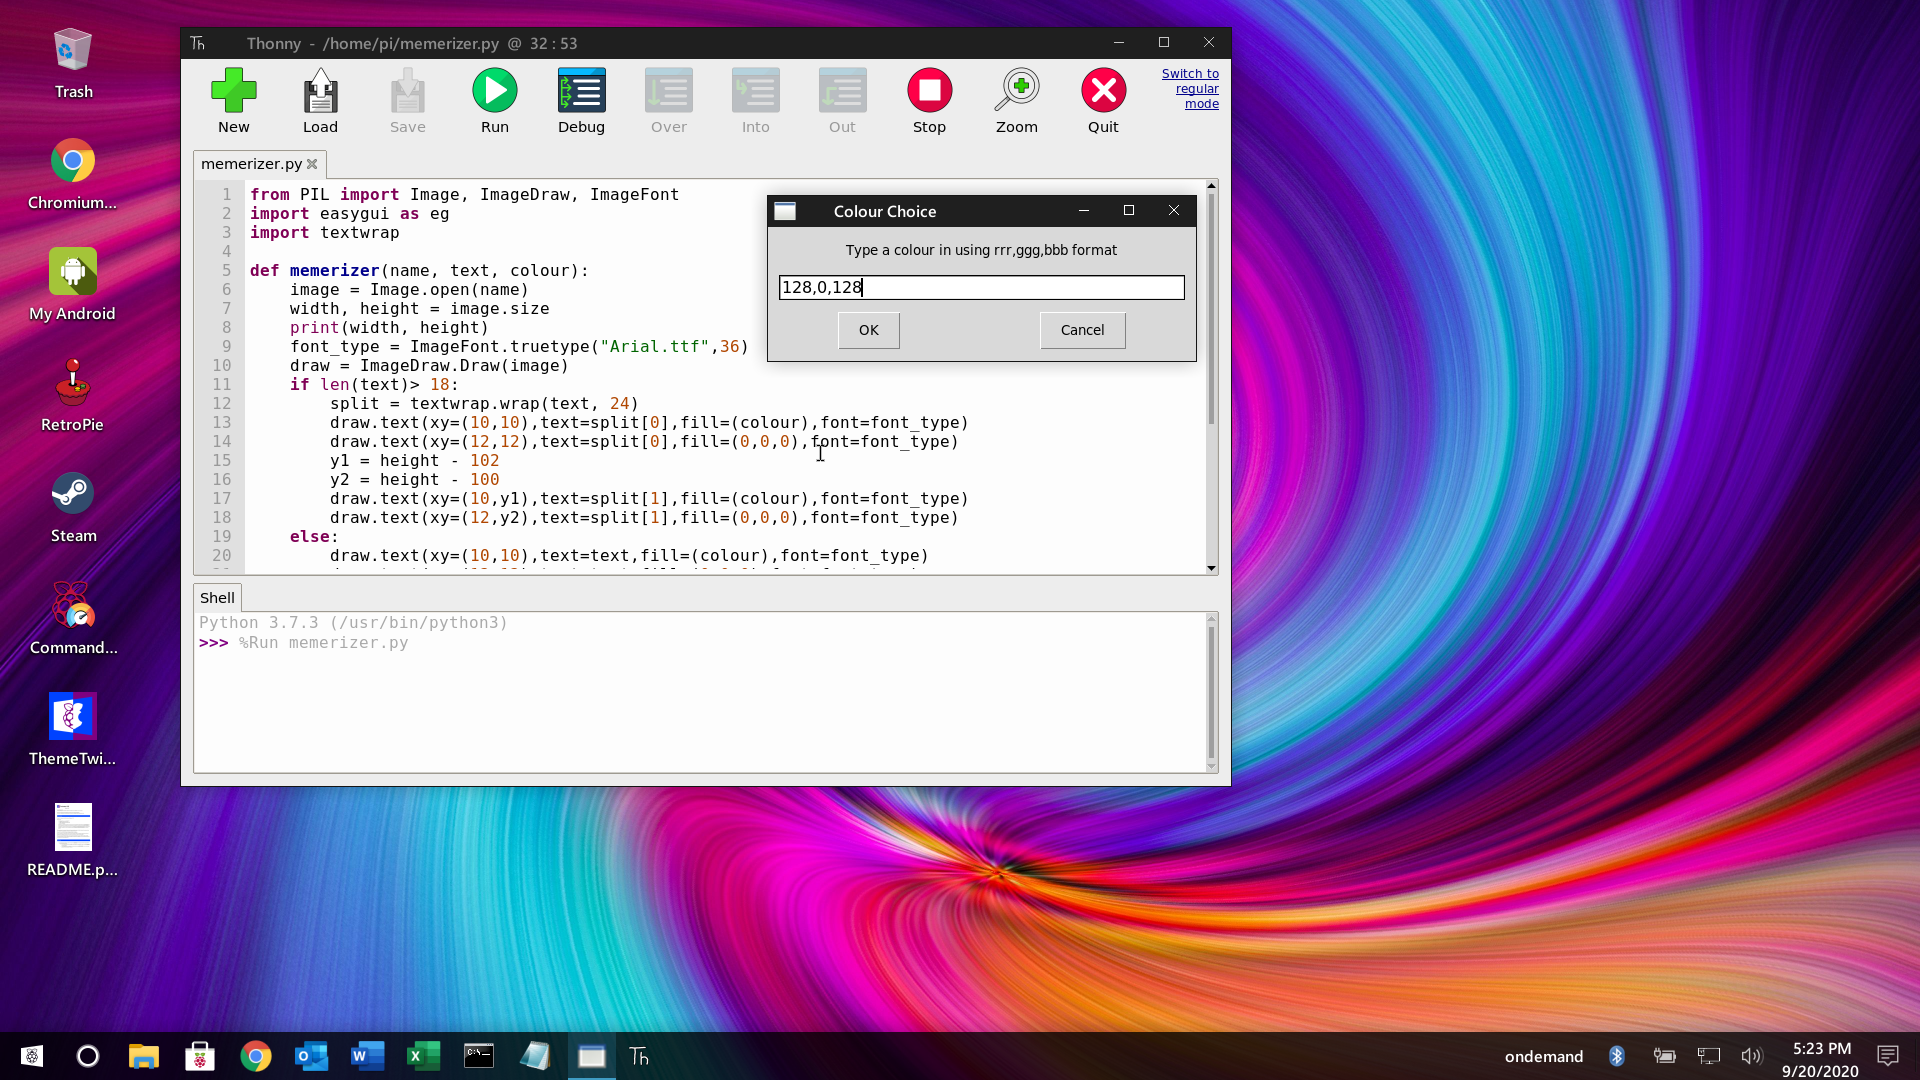 Trash
Chromium...
My Android
RetroPie
Steam
Command...
ThemeTwi...
README.p...
Th Thonny - /home/pi/memerizer.py @ 32 : 53
New Load Save Run Debug Over Into Out Stop Zoom Quit
Switch to
regular
mode
memerizer.py
1 from PIL import Image, ImageDraw, ImageFont
2 import easygui as eg
3 import textwrap
4
5 def memerizer(name, text, colour):
6 image = Image.open(name)
7 width, height = image.size
8 print(width, height)
9 font_type = ImageFont.truetype("Arial.ttf",36)
10 draw = ImageDraw.Draw(image)
11 if len(text)> 18:
12 split = textwrap.wrap(text, 24)
13 draw.text(xy=(10,10),text=split[0],fill=(colour),font=font_type)
14 draw.text(xy=(12,12),text=split[0],fill=(0,0,0),font=font_type)
15 y1 = height - 102
16 y2 = height - 100
17 draw.text(xy=(10,y1),text=split[1],fill=(colour),font=font_type)
18 draw.text(xy=(12,y2),text=split[1],fill=(0,0,0),font=font_type)
19 else:
20 draw.text(xy=(10,10),text=text,fill=(colour),font=font_type)
Colour Choice
Type a colour in using rrr,ggg,bbb format
128,0,128
OK Cancel
Shell
Python 3.7.3 (/usr/bin/python3)
>>> %Run memerizer.py
Th
ondemand
5:23 PM
9/20/2020